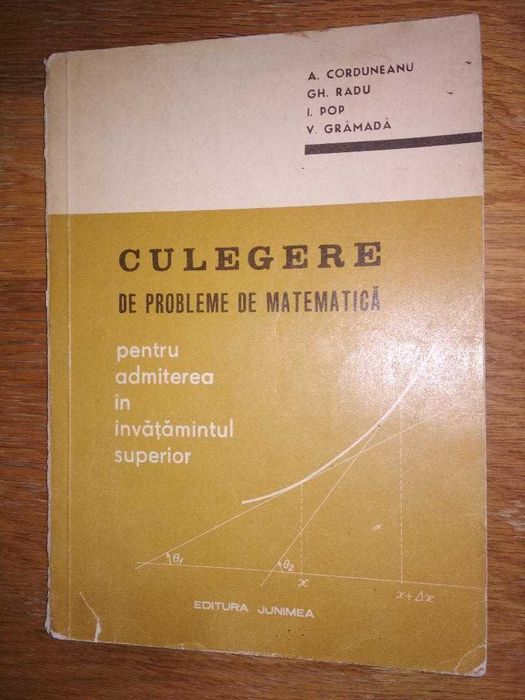 A. CORDUNEANU
GH. RADU
I. POP
V. GRĂMADĂ
CULEGERE
DE PROBLEME DE MATEMATICĂ
pentru
admiterea
în
învățămîntul
superior
θ₁
θ₂
x
x + Δx
EDITURA JUNIMEA